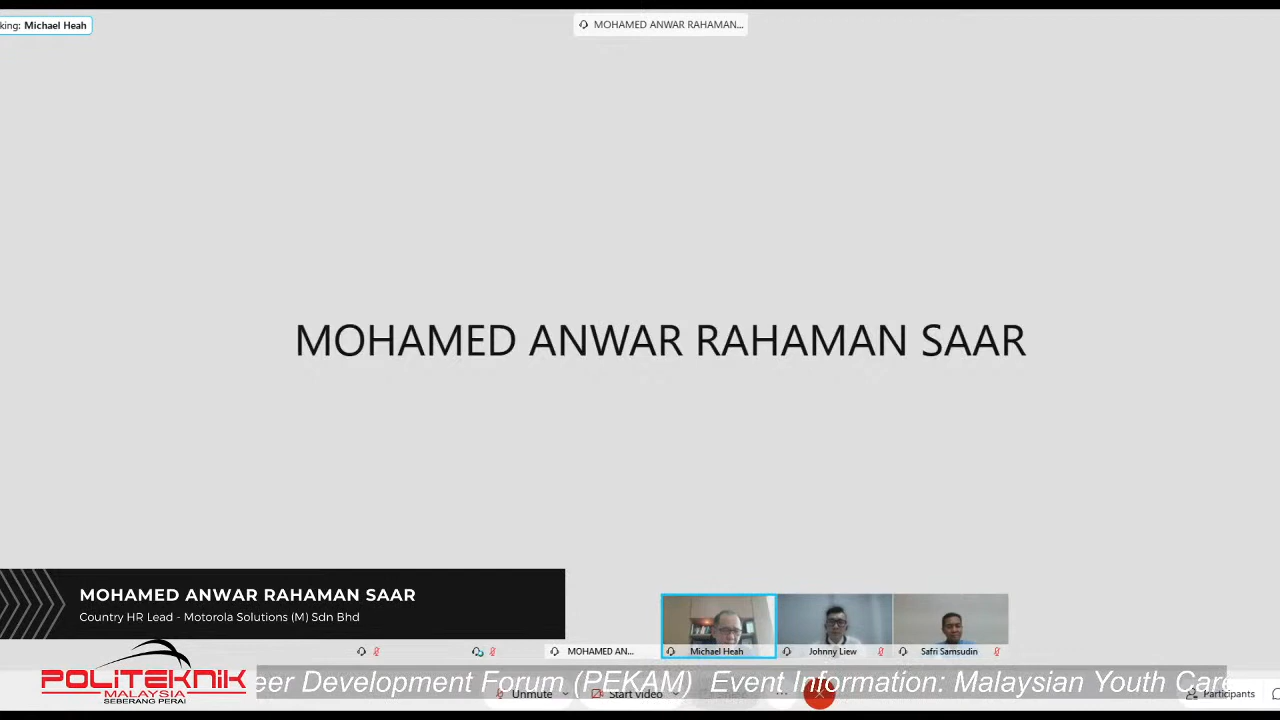 king: Michael Heah
MOHAMED ANWAR RAHAMAN...
MOHAMED ANWAR RAHAMAN SAAR
MOHAMED ANWAR RAHAMAN SAAR
Country HR Lead - Motorola Solutions (M) Sdn Bhd
MOHAMED AN...
Michael Heah
Johnny Liew
Safri Samsudin
POLITEKNIK
MALAYSIA
SEBERANG PERAI
eer Development Forum (PEKAM) Event Information: Malaysian Youth Care
Unmute
Start video
Participants